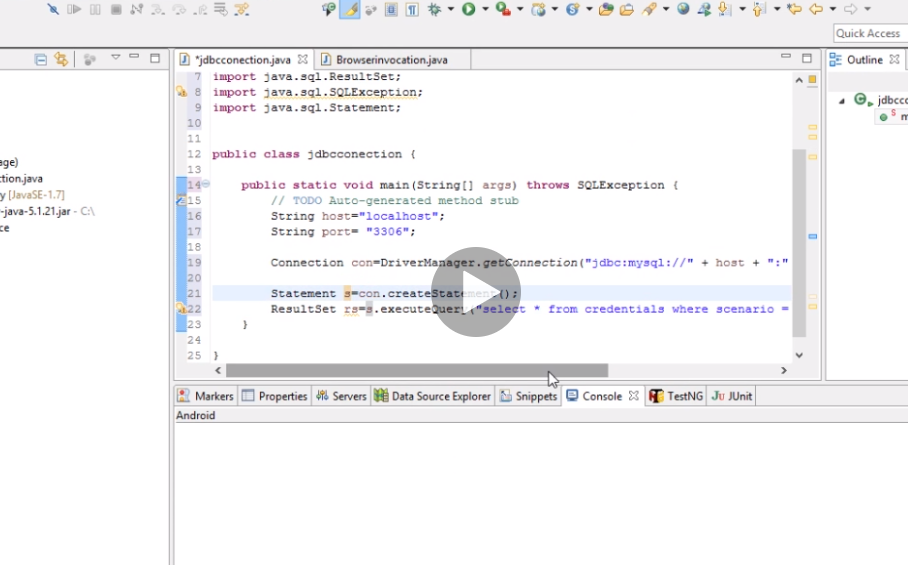 Quick Access
*jdbcconection.java
Browserinvocation.java
Outline
7 import java.sql.ResultSet;
8 import java.sql.SQLException;
9 import java.sql.Statement;
10
11
12 public class jdbcconection {
13
14 public static void main(String[] args) throws SQLException {
15 // TODO Auto-generated method stub
16 String host="localhost";
17 String port= "3306";
18
19 Connection con=DriverManager.getConnection("jdbc:mysql://" + host + ":"
20
21 Statement s=con.createStatement();
22 ResultSet rs=s.executeQuery("select * from credentials where scenario =
23 }
24
25 }
age)
ction.java
y [JavaSE-1.7]
-java-5.1.21.jar - C:\
ce
jdbcco
m
Markers Properties Servers Data Source Explorer Snippets Console TestNG JUnit
Android